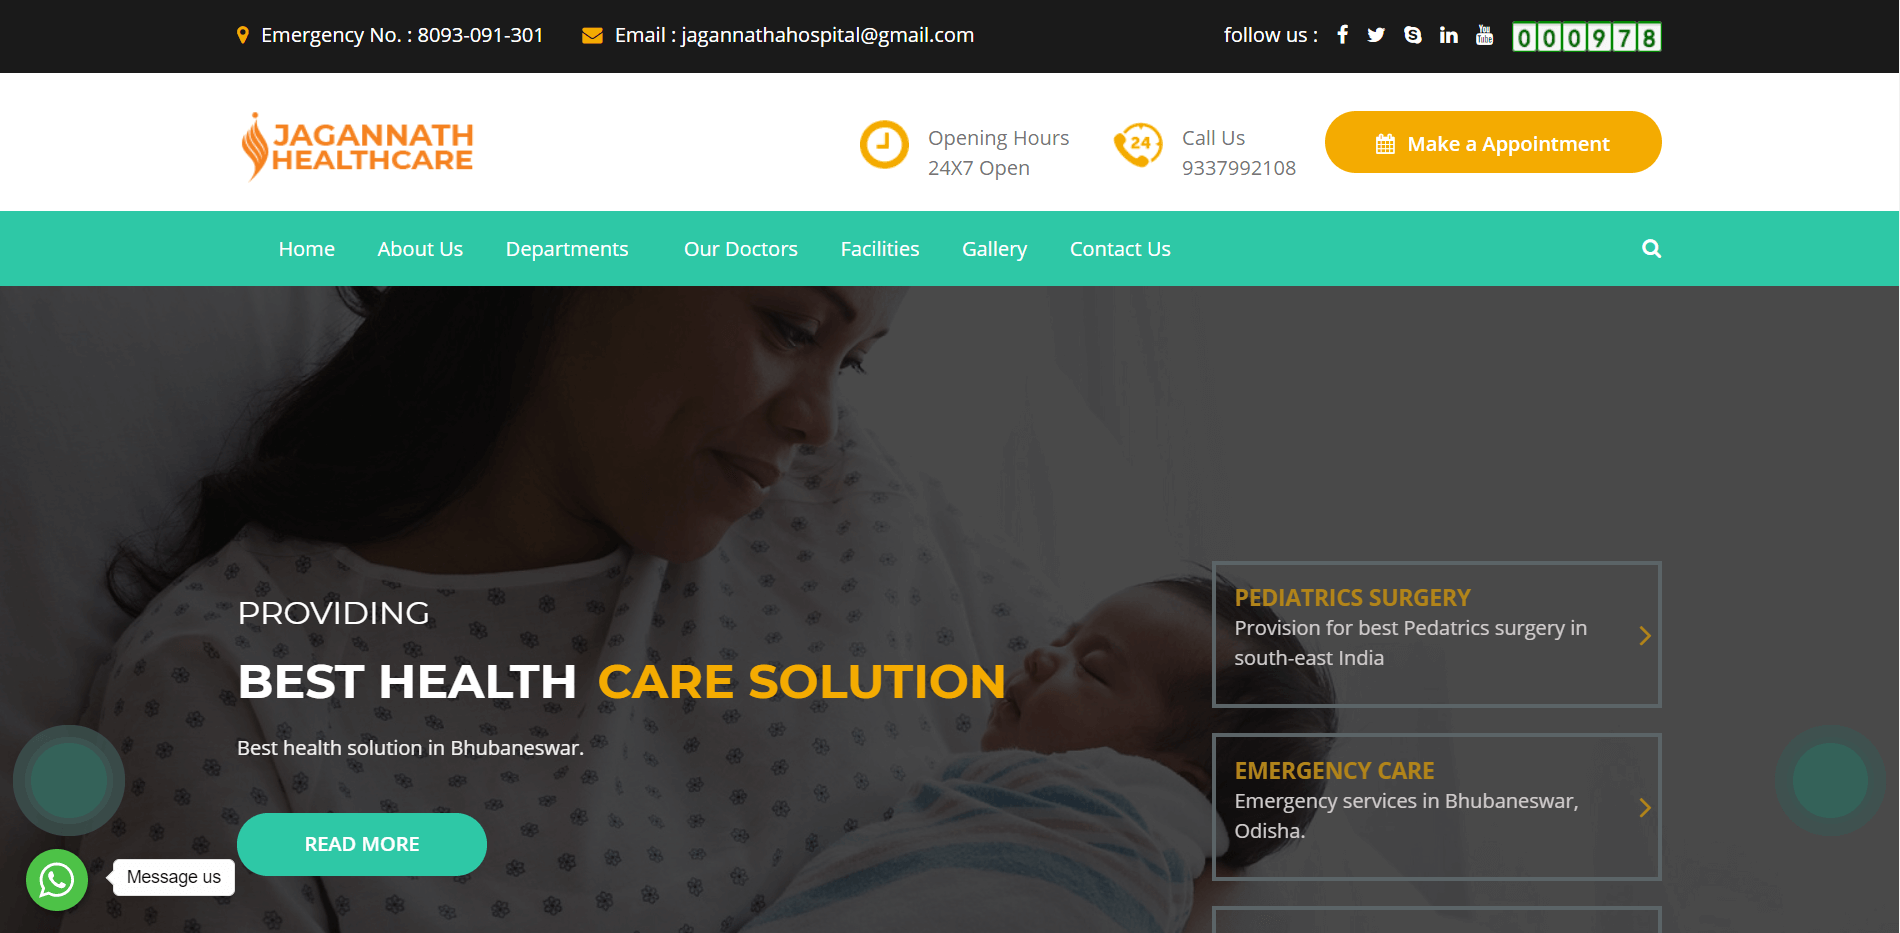 Emergency No. : 8093-091-301
Email : jagannathahospital@gmail.com
follow us :
You
Tube
000978
JAGANNATH
HEALTHCARE
Opening Hours
24X7 Open
24
Call Us
9337992108
Make a Appointment
Home
About Us
Departments
Our Doctors
Facilities
Gallery
Contact Us
PROVIDING
BEST HEALTH CARE SOLUTION
Best health solution in Bhubaneswar.
READ MORE
Message us
PEDIATRICS SURGERY
Provision for best Pedatrics surgery in
south-east India
EMERGENCY CARE
Emergency services in Bhubaneswar,
Odisha.